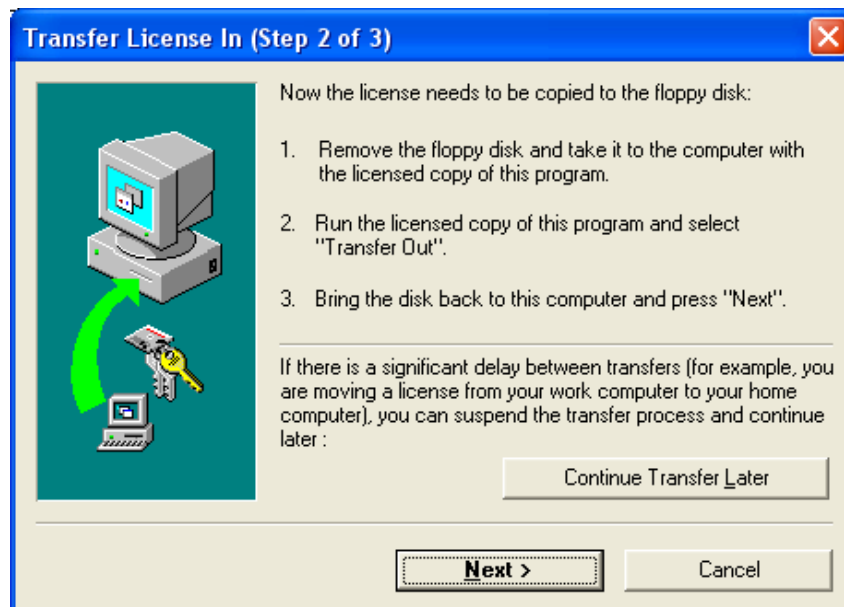 Transfer License In (Step 2 of 3)
Now the license needs to be copied to the floppy disk:
1. Remove the floppy disk and take it to the computer with
the licensed copy of this program.
2. Run the licensed copy of this program and select
"Transfer Out".
3. Bring the disk back to this computer and press "Next".
If there is a significant delay between transfers (for example, you
are moving a license from your work computer to your home
computer), you can suspend the transfer process and continue
later :
Continue Transfer Later
Next >
Cancel